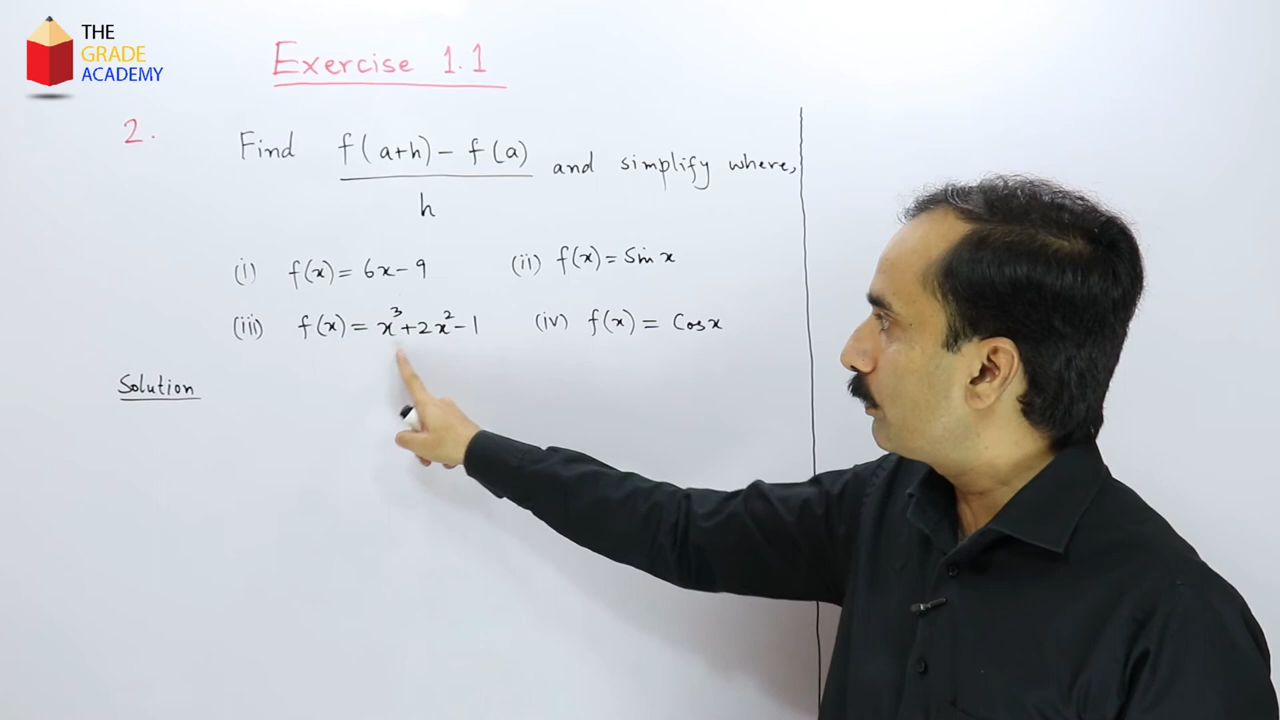 THE
GRADE
ACADEMY
Exercise 1.1
2. Find f(a+h) - f(a) and simplify where,
h
(i) f(x) = 6x - 9 (ii) f(x) = Sin x
(iii) f(x) = x³ + 2x² - 1 (iv) f(x) = Cos x
Solution